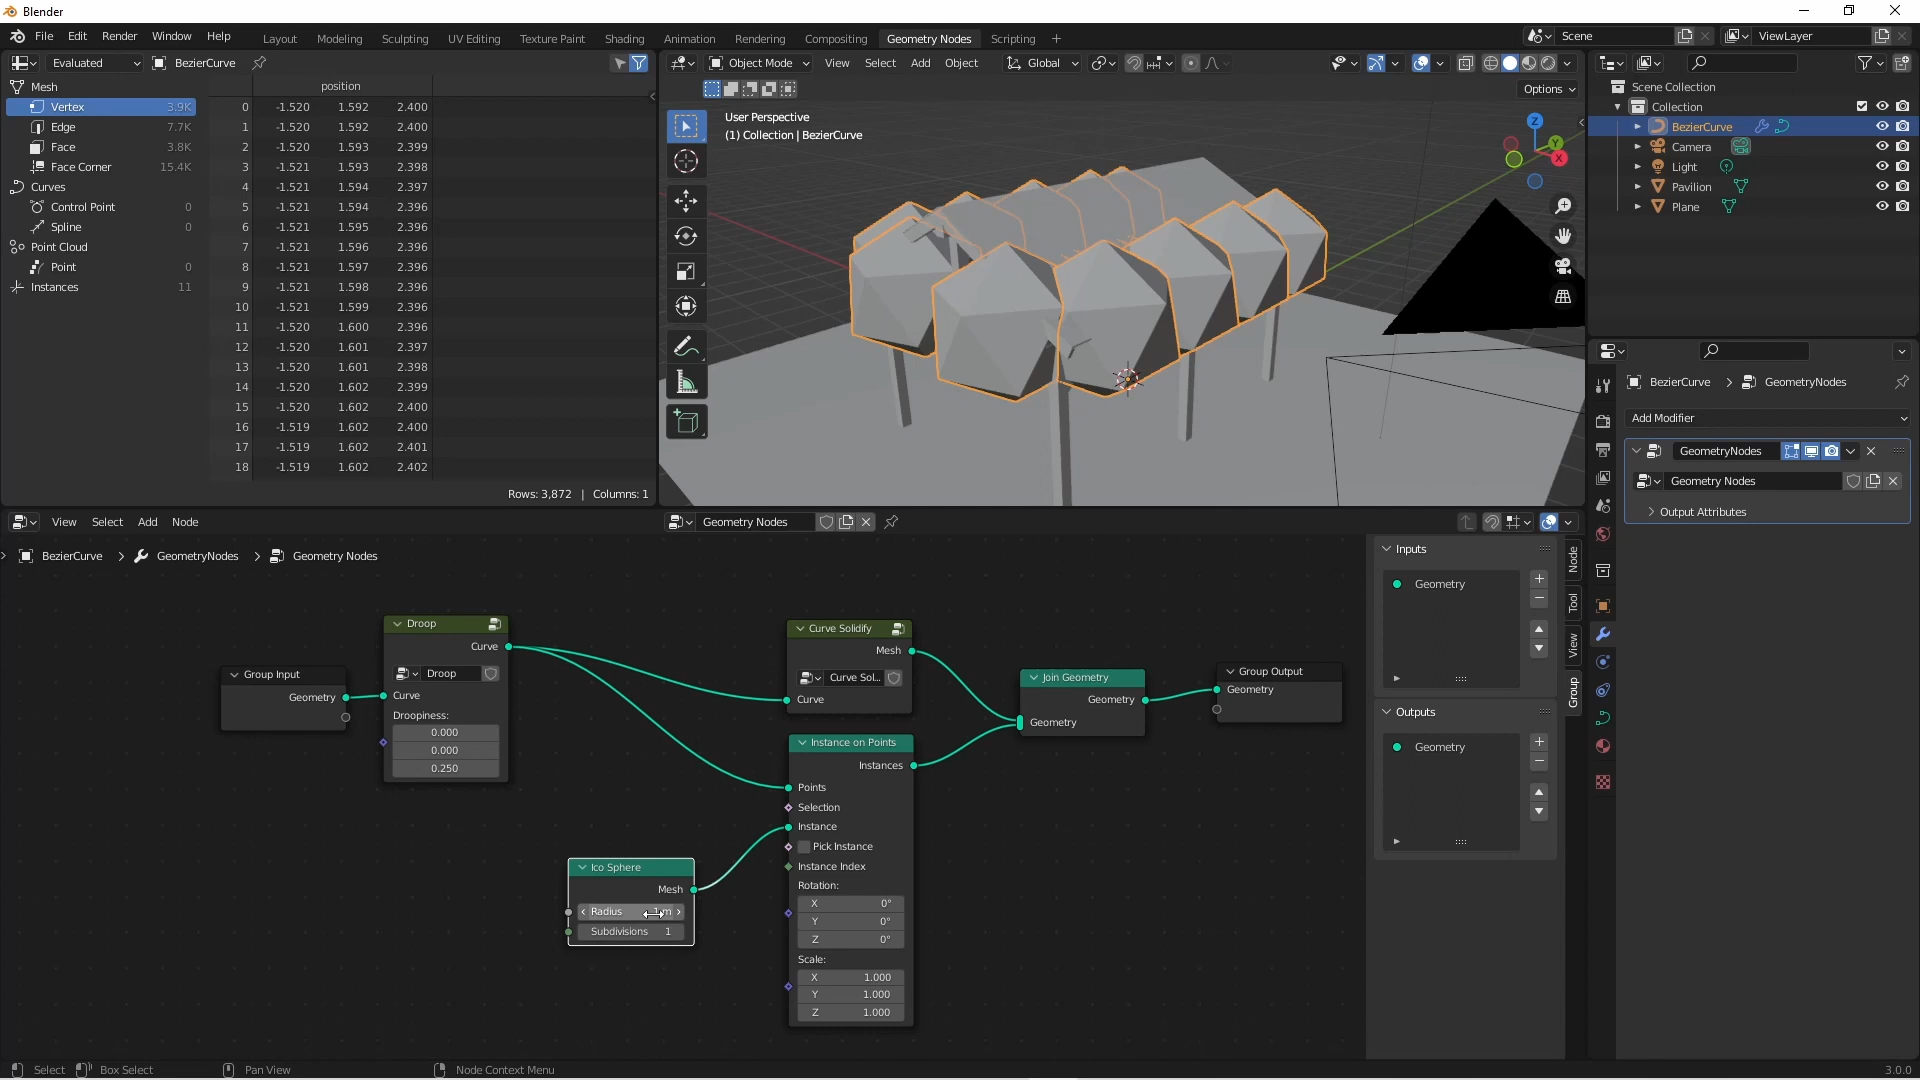 Blender
File Edit Render Window Help Layout Modeling Sculpting UV Editing Texture Paint Shading Animation Rendering Compositing Geometry Nodes Scripting + Scene ViewLayer
Evaluated BezierCurve
Mesh
Vertex 3.9K
Edge 7.7K
Face 3.8K
Face Corner 15.4K
Curves
Control Point 0
Spline 0
Point Cloud
Point 0
Instances 11
position
0 -1.520 1.592 2.400
1 -1.520 1.592 2.400
2 -1.520 1.593 2.399
3 -1.521 1.593 2.398
4 -1.521 1.594 2.397
5 -1.521 1.594 2.396
6 -1.521 1.595 2.396
7 -1.521 1.596 2.396
8 -1.521 1.597 2.396
9 -1.521 1.598 2.396
10 -1.521 1.599 2.396
11 -1.520 1.600 2.396
12 -1.520 1.601 2.397
13 -1.520 1.601 2.398
14 -1.520 1.602 2.399
15 -1.520 1.602 2.400
16 -1.519 1.602 2.400
17 -1.519 1.602 2.401
18 -1.519 1.602 2.402
Rows: 3,872 | Columns: 1
Object Mode View Select Add Object Global
Options
User Perspective
(1) Collection | BezierCurve
Z
Y
X
Scene Collection
Collection
BezierCurve
Camera
Light
Pavilion
Plane
BezierCurve > GeometryNodes
Add Modifier
GeometryNodes
Geometry Nodes
Output Attributes
View Select Add Node Geometry Nodes
BezierCurve > GeometryNodes > Geometry Nodes
Group Input
Geometry
Droop
Curve
Droop
Curve
Droopiness:
0.000
0.000
0.250
Ico Sphere
Mesh
Radius 1 m
Subdivisions 1
Curve Solidify
Mesh
Curve Sol...
Curve
Instance on Points
Instances
Points
Selection
Instance
Pick Instance
Instance Index
Rotation:
X 0°
Y 0°
Z 0°
Scale:
X 1.000
Y 1.000
Z 1.000
Join Geometry
Geometry
Geometry
Group Output
Geometry
Inputs
Geometry
Outputs
Geometry
Node
Tool
View
Group
Select Box Select Pan View Node Context Menu 3.0.0